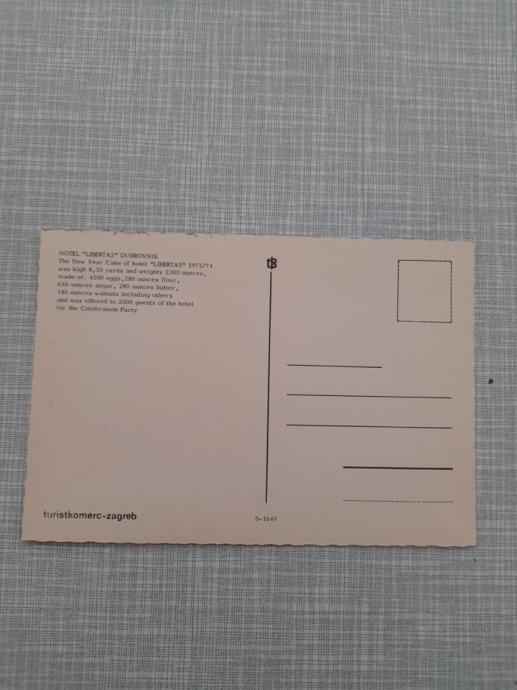 HOTEL "LIBERTAS" DUBROVNIK
The New Year Cake of hotel "LIBERTAS" 1973/74
was high 8,50 yards and weighty 2300 ounces,
made of: 4500 eggs, 280 ounces flour,
630 ounces sugar, 280 ounces butter,
140 ounces walnuts including others
and was offered to 2000 guests of the hotel
for the Celebration Party
turistkomerc-zagreb
S-1649